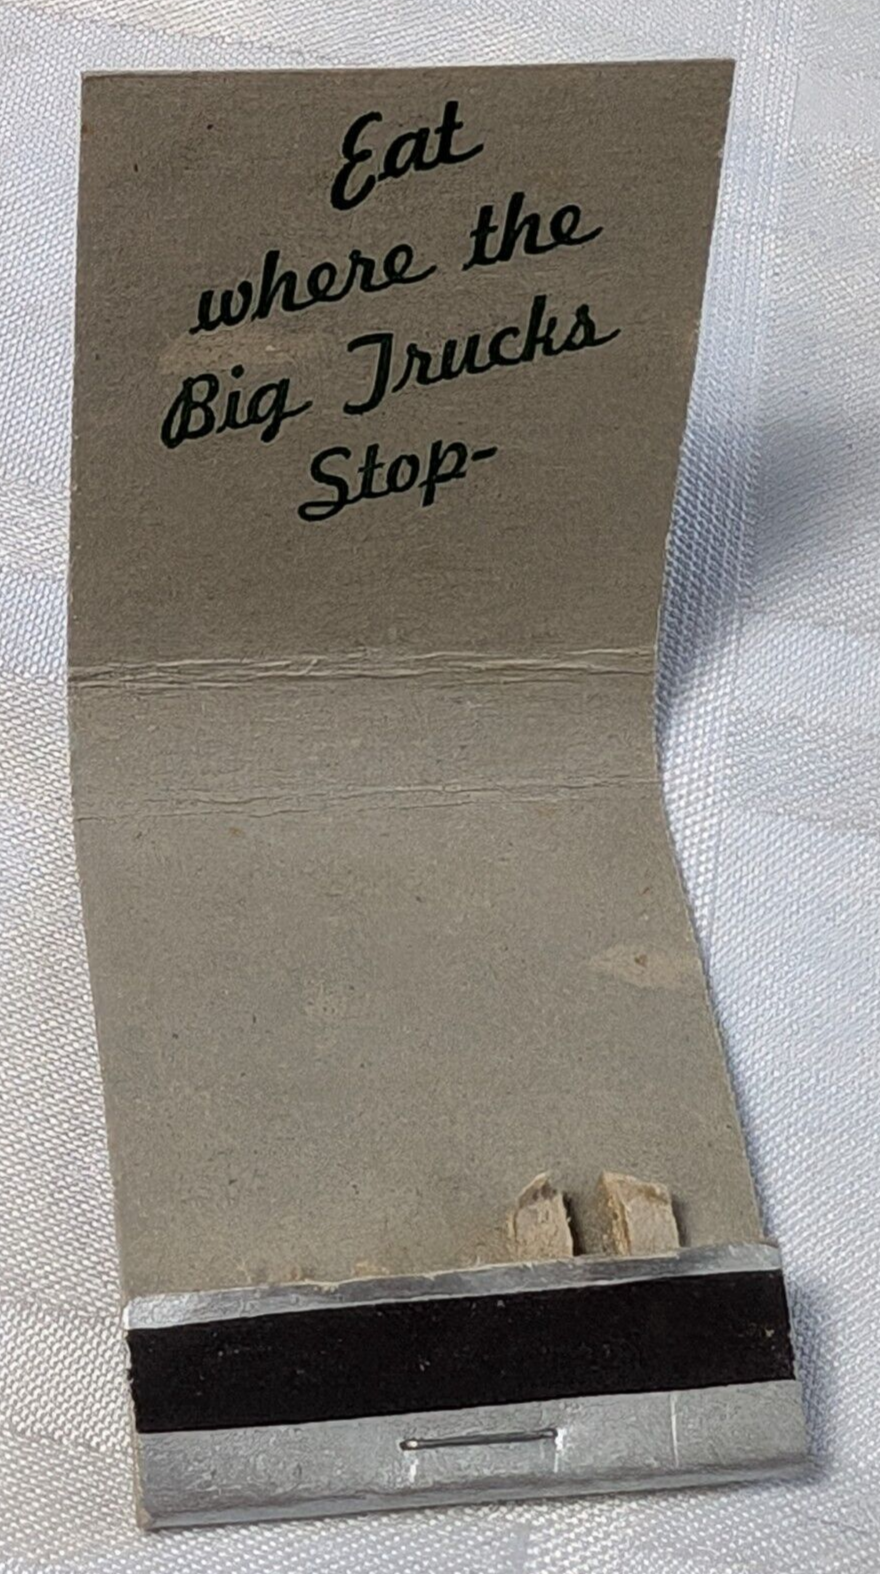 Eat
where the
Big Trucks
Stop-